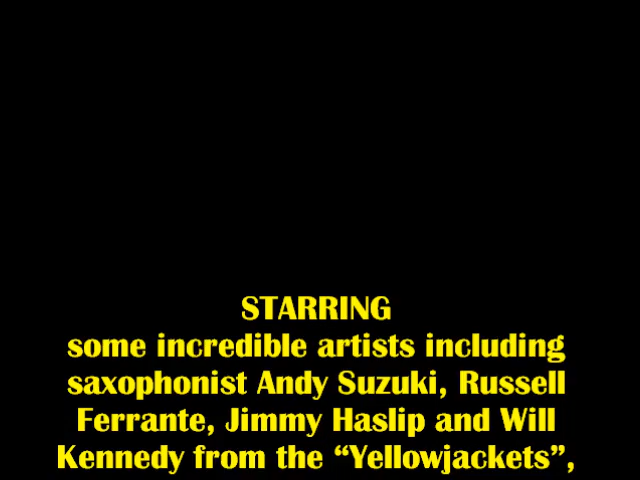 STARRING
some incredible artists including
saxophonist Andy Suzuki, Russell
Ferrante, Jimmy Haslip and Will
Kennedy from the “Yellowjackets”,